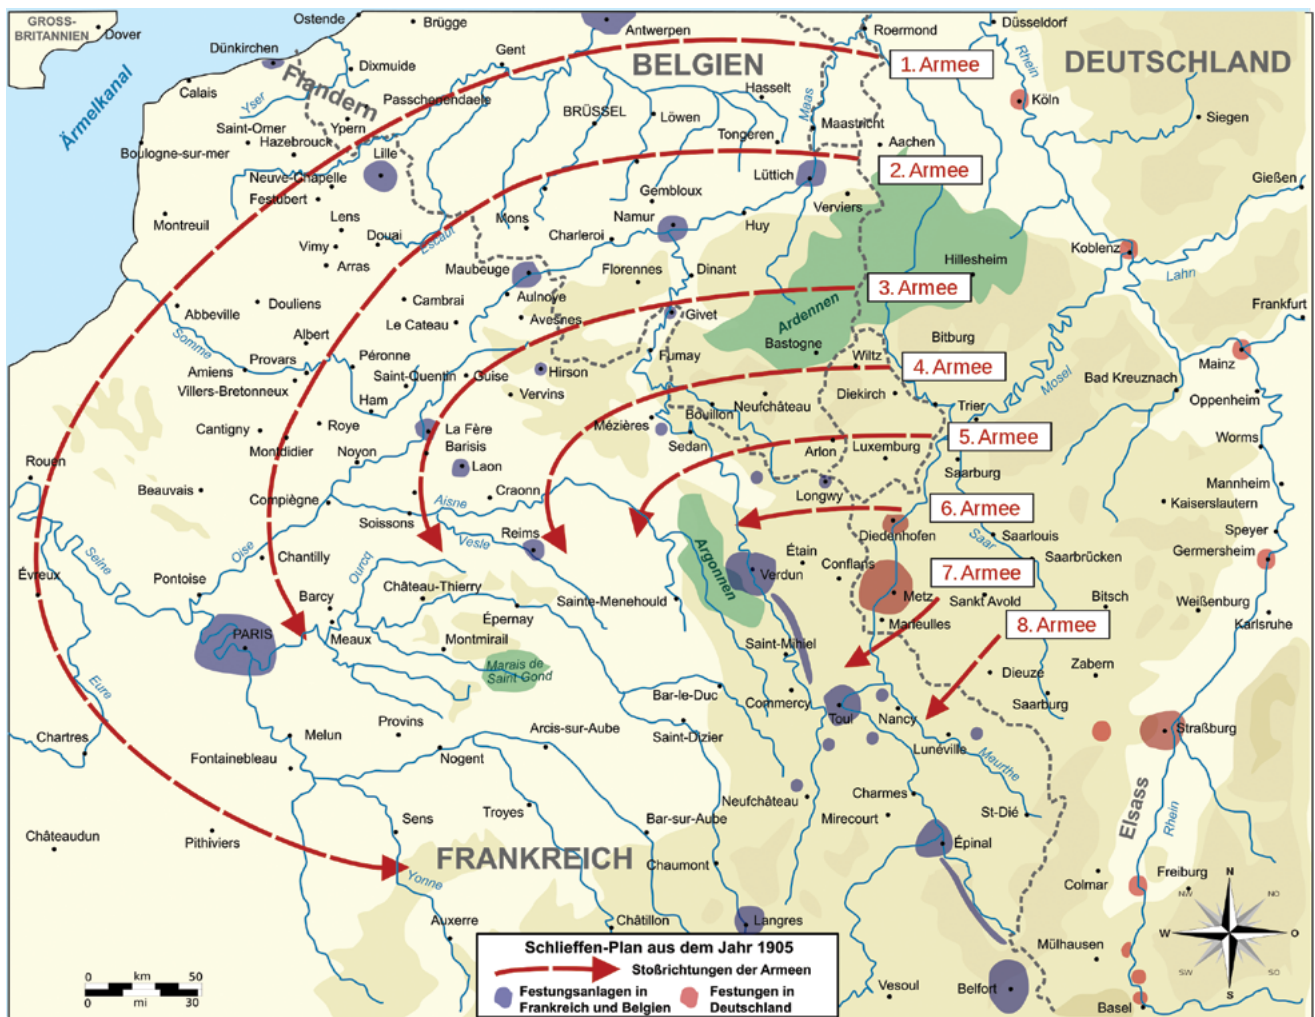 GROSS-
BRITANNIEN
Dover
Ärmelkanal
Ostende
Brügge
Antwerpen
Roermond
Düsseldorf
Dünkirchen
Gent
BELGIEN
1. Armee
Rhein
DEUTSCHLAND
Dixmuide
Flandern
Calais
Yser
Passchenendaele
Hasselt
Maas
Köln
Siegen
Saint-Omer
Ypern
BRÜSSEL
Löwen
Maastricht
Boulogne-sur-mer
Hazebrouck
Lille
Tongeren
Aachen
Neuve-Chapelle
Festubert
Lüttich
2. Armee
Gießen
Gembloux
Verviers
Montreuil
Lens
Mons
Namur
Huy
Vimy
Douai
Escaut
Charleroi
Koblenz
Arras
Maubeuge
Florennes
Dinant
Hillesheim
Lahn
Abbeville
Douliens
Cambrai
Aulnoye
3. Armee
Le Cateau
Avesnes
Givet
Ardennen
Frankfurt
Somme
Albert
Bastogne
Bitburg
Amiens
Provars
Péronne
Fumay
Wiltz
4. Armee
Mosel
Mainz
Villers-Bretonneux
Saint-Quentin
Guise
Hirson
Bad Kreuznach
Ham
Vervins
Neufchâteau
Diekirch
Trier
Oppenheim
Cantigny
Roye
La Fère
Mézières
Bouillon
Montdidier
Barisis
Sedan
Arlon
Luxemburg
5. Armee
Worms
Rouen
Noyon
Laon
Saarburg
Beauvais
Compiègne
Aisne
Craonn
Longwy
Mannheim
Kaiserslautern
Soissons
6. Armee
Seine
Oise
Vesle
Reims
Diedenhofen
Saar
Saarlouis
Speyer
Évreux
Chantilly
Ourcq
Argonnen
Étain
Conflans
Saarbrücken
Germersheim
Pontoise
Château-Thierry
Verdun
7. Armee
Barcy
Épernay
Sainte-Menehould
Metz
Sankt Avold
Bitsch
Weißenburg
PARIS
Meaux
Montmirail
Saint-Mihiel
Marieulles
8. Armee
Karlsruhe
Marais de
Saint Gond
Eure
Bar-le-Duc
Commercy
Dieuze
Zabern
Provins
Arcis-sur-Aube
Toul
Nancy
Saarburg
Chartres
Melun
Saint-Dizier
Straßburg
Fontainebleau
Nogent
Lunéville
Meurthe
Neufchâteau
Charmes
Elsass
Rhein
Châteaudun
Pithiviers
Sens
Troyes
Bar-sur-Aube
Mirecourt
St-Dié
FRANKREICH
Chaumont
Épinal
Yonne
Colmar
Freiburg
N
NW
NO
W
O
SW
SO
S
Auxerre
Châtillon
Langres
Mülhausen
Vesoul
Belfort
Basel
0 km 50
0 mi 30
Schlieffen-Plan aus dem Jahr 1905
Stoßrichtungen der Armeen
Festungsanlagen in
Frankreich und Belgien
Festungen in
Deutschland